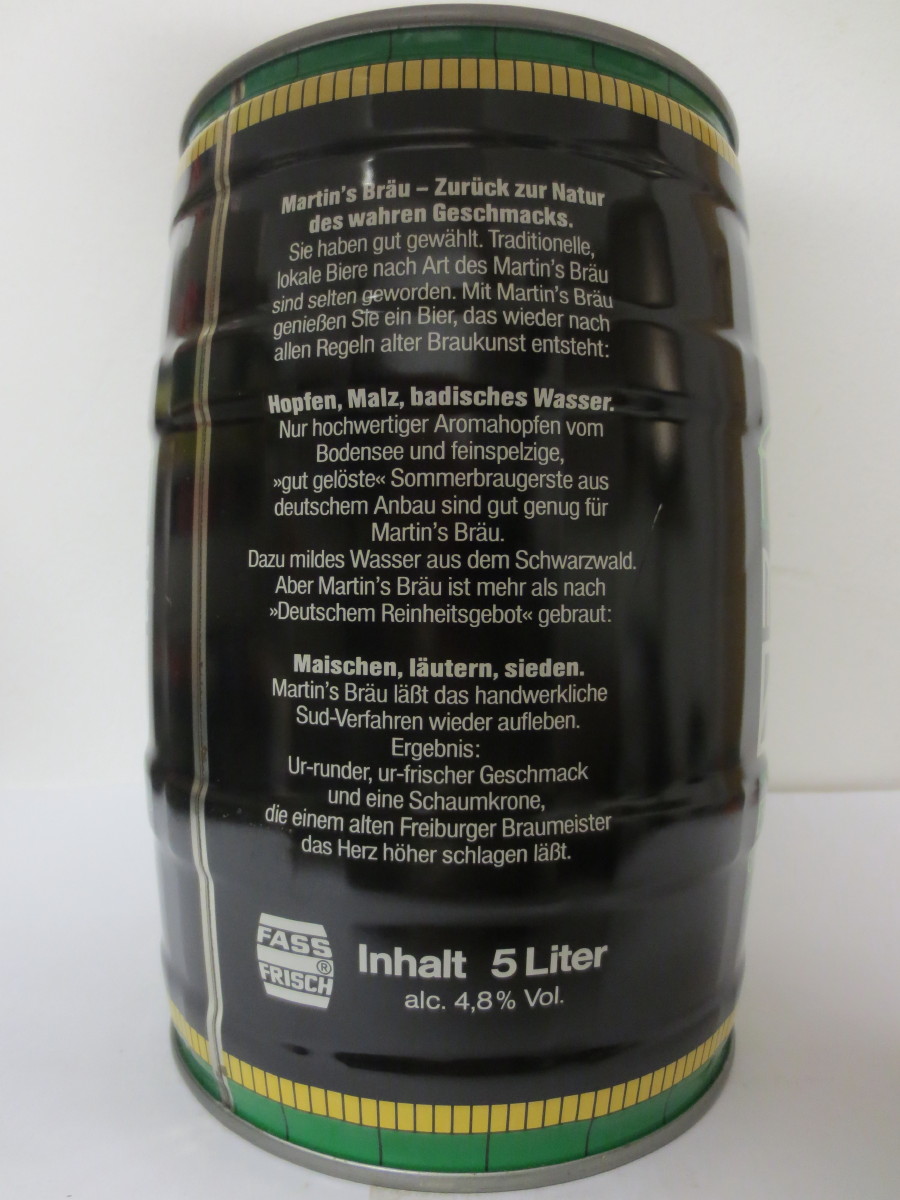 Martin's Bräu – Zurück zur Natur
des wahren Geschmacks.
Sie haben gut gewählt. Traditionelle,
lokale Biere nach Art des Martin's Bräu
sind selten geworden. Mit Martin's Bräu
genießen Sie ein Bier, das wieder nach
allen Regeln alter Braukunst entsteht:
Hopfen, Malz, badisches Wasser.
Nur hochwertiger Aromahopfen vom
Bodensee und feinspelzige,
»gut gelöste« Sommerbraugerste aus
deutschem Anbau sind gut genug für
Martin's Bräu.
Dazu mildes Wasser aus dem Schwarzwald.
Aber Martin's Bräu ist mehr als nach
»Deutschem Reinheitsgebot« gebraut:
Maischen, läutern, sieden.
Martin's Bräu läßt das handwerkliche
Sud-Verfahren wieder aufleben.
Ergebnis:
Ur-runder, ur-frischer Geschmack
und eine Schaumkrone,
die einem alten Freiburger Braumeister
das Herz höher schlagen läßt.
FASS
FRISCH ®
Inhalt 5 Liter
alc. 4,8% Vol.